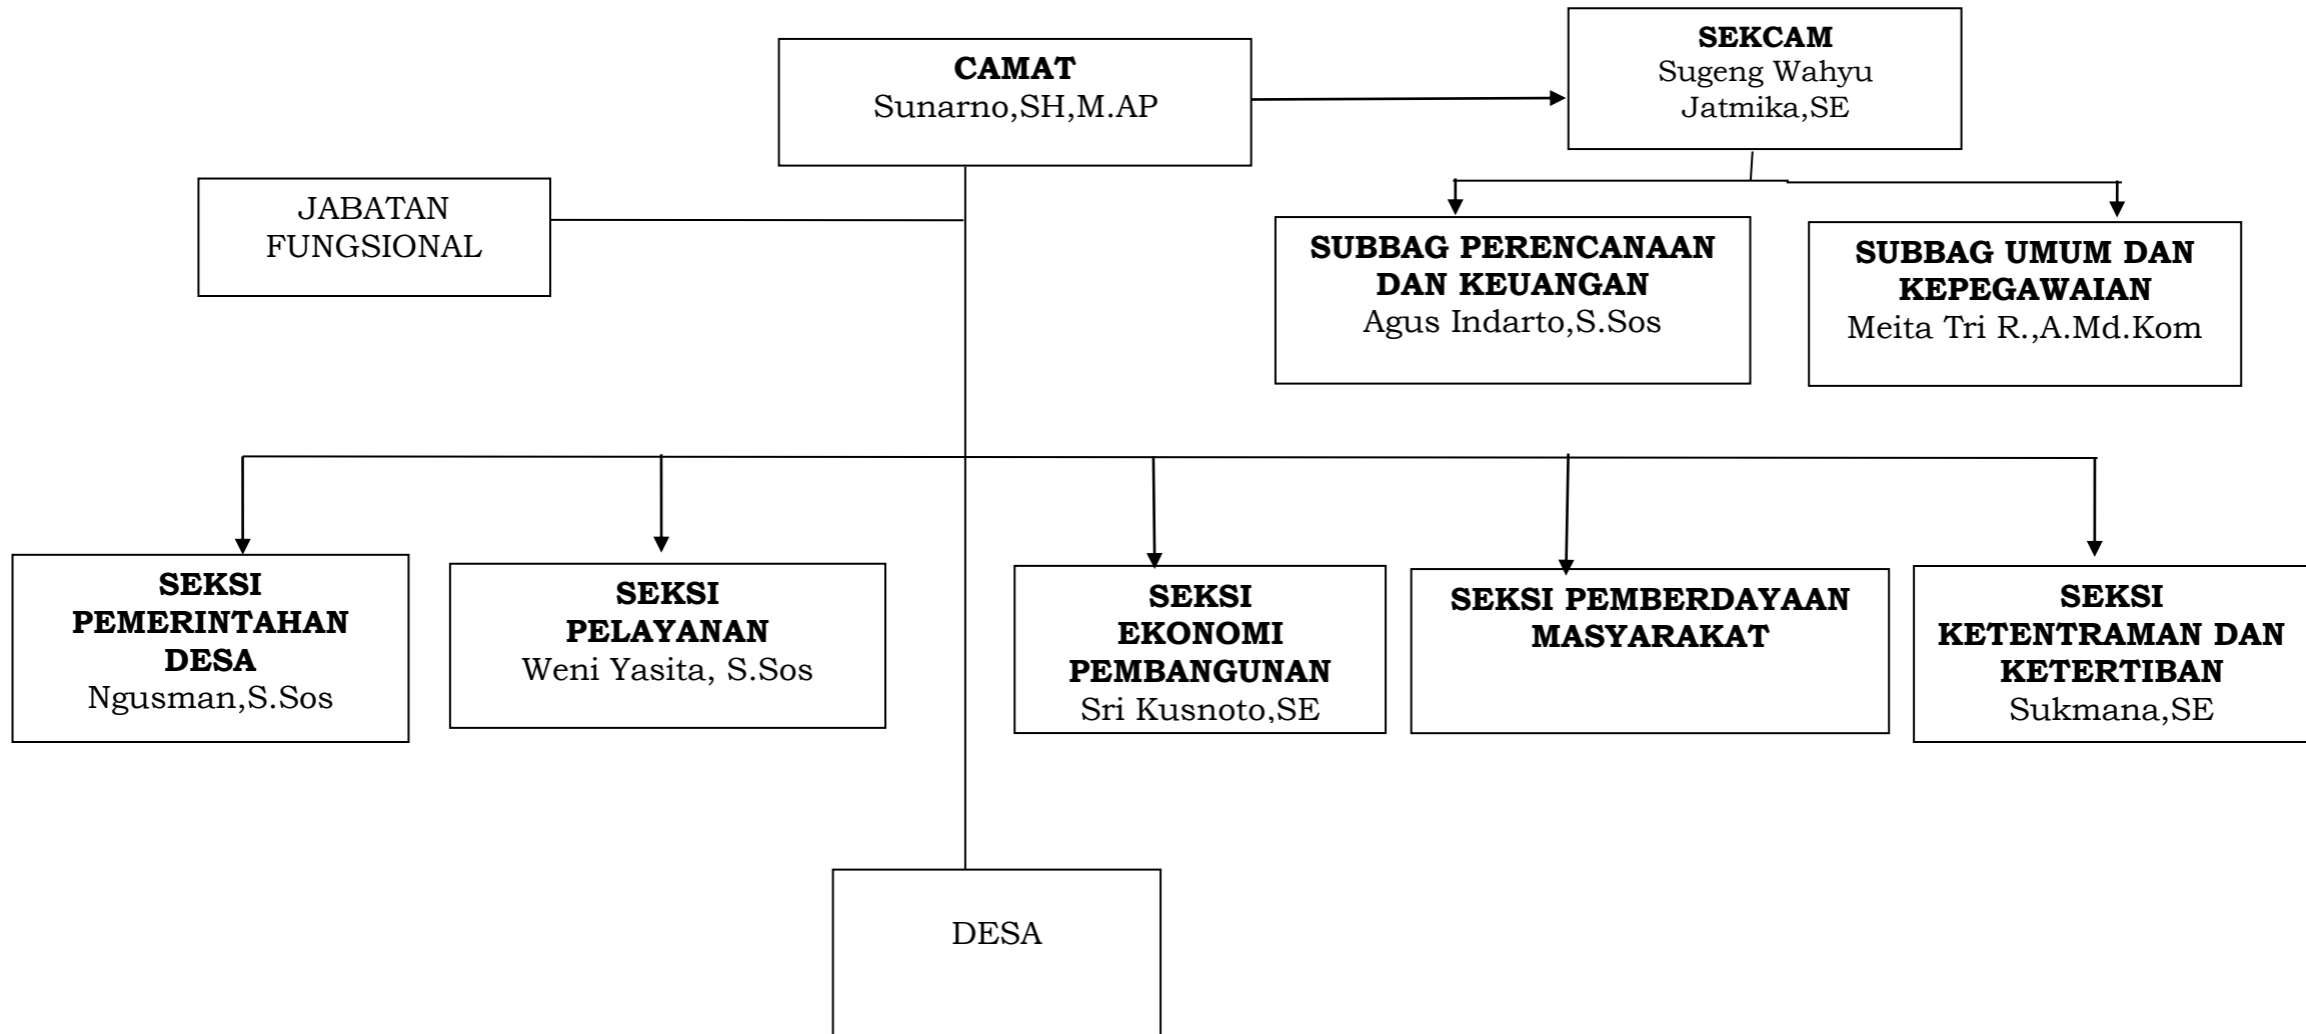 CAMAT
Sunarno,SH,M.AP
SEKCAM
Sugeng Wahyu
Jatmika,SE
JABATAN
FUNGSIONAL
SUBBAG PERENCANAAN
DAN KEUANGAN
Agus Indarto,S.Sos
SUBBAG UMUM DAN
KEPEGAWAIAN
Meita Tri R.,A.Md.Kom
SEKSI
PEMERINTAHAN
DESA
Ngusman,S.Sos
SEKSI
PELAYANAN
Weni Yasita, S.Sos
SEKSI
EKONOMI
PEMBANGUNAN
Sri Kusnoto,SE
SEKSI PEMBERDAYAAN
MASYARAKAT
SEKSI
KETENTRAMAN DAN
KETERTIBAN
Sukmana,SE
DESA